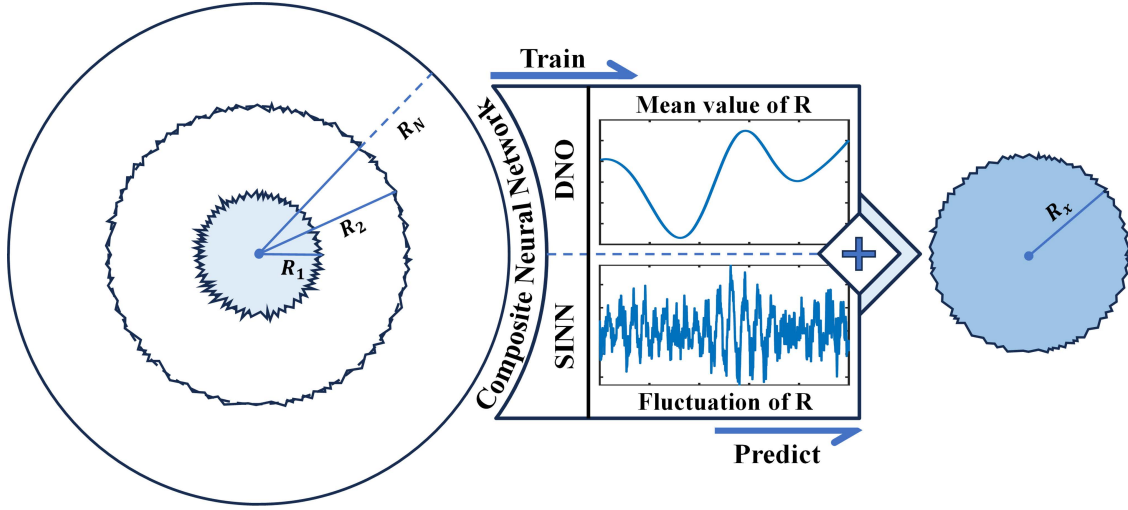 R_N
R_2
R_1
Composite Neural Network
Train
DNO
Mean value of R
SINN
Fluctuation of R
Predict
R_x